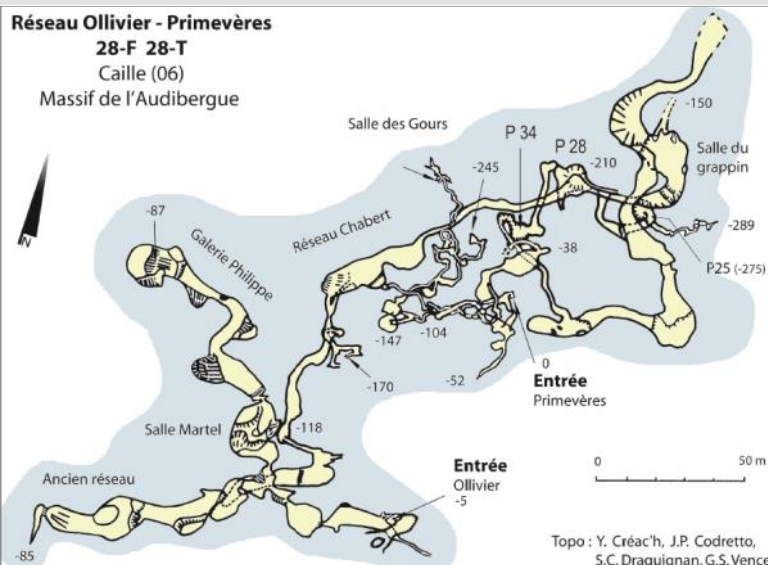 Réseau Ollivier - Primevères
28-F 28-T
Caille (06)
Massif de l'Audibergue
-150
Salle des Gours
P 34
P 28
Salle du
grappin
-245
-210
-87
Galerie Philippe
Réseau Chabert
-289
-38
P25 (-275)
N
-147
-104
0
-170
-52
Entrée
Primevères
Salle Martel
-118
0
50 m
Entrée
Ollivier
-5
Ancien réseau
-85
Topo : Y. Créac'h, J.P. Codretto,
S.C. Draguignan, G.S. Vence